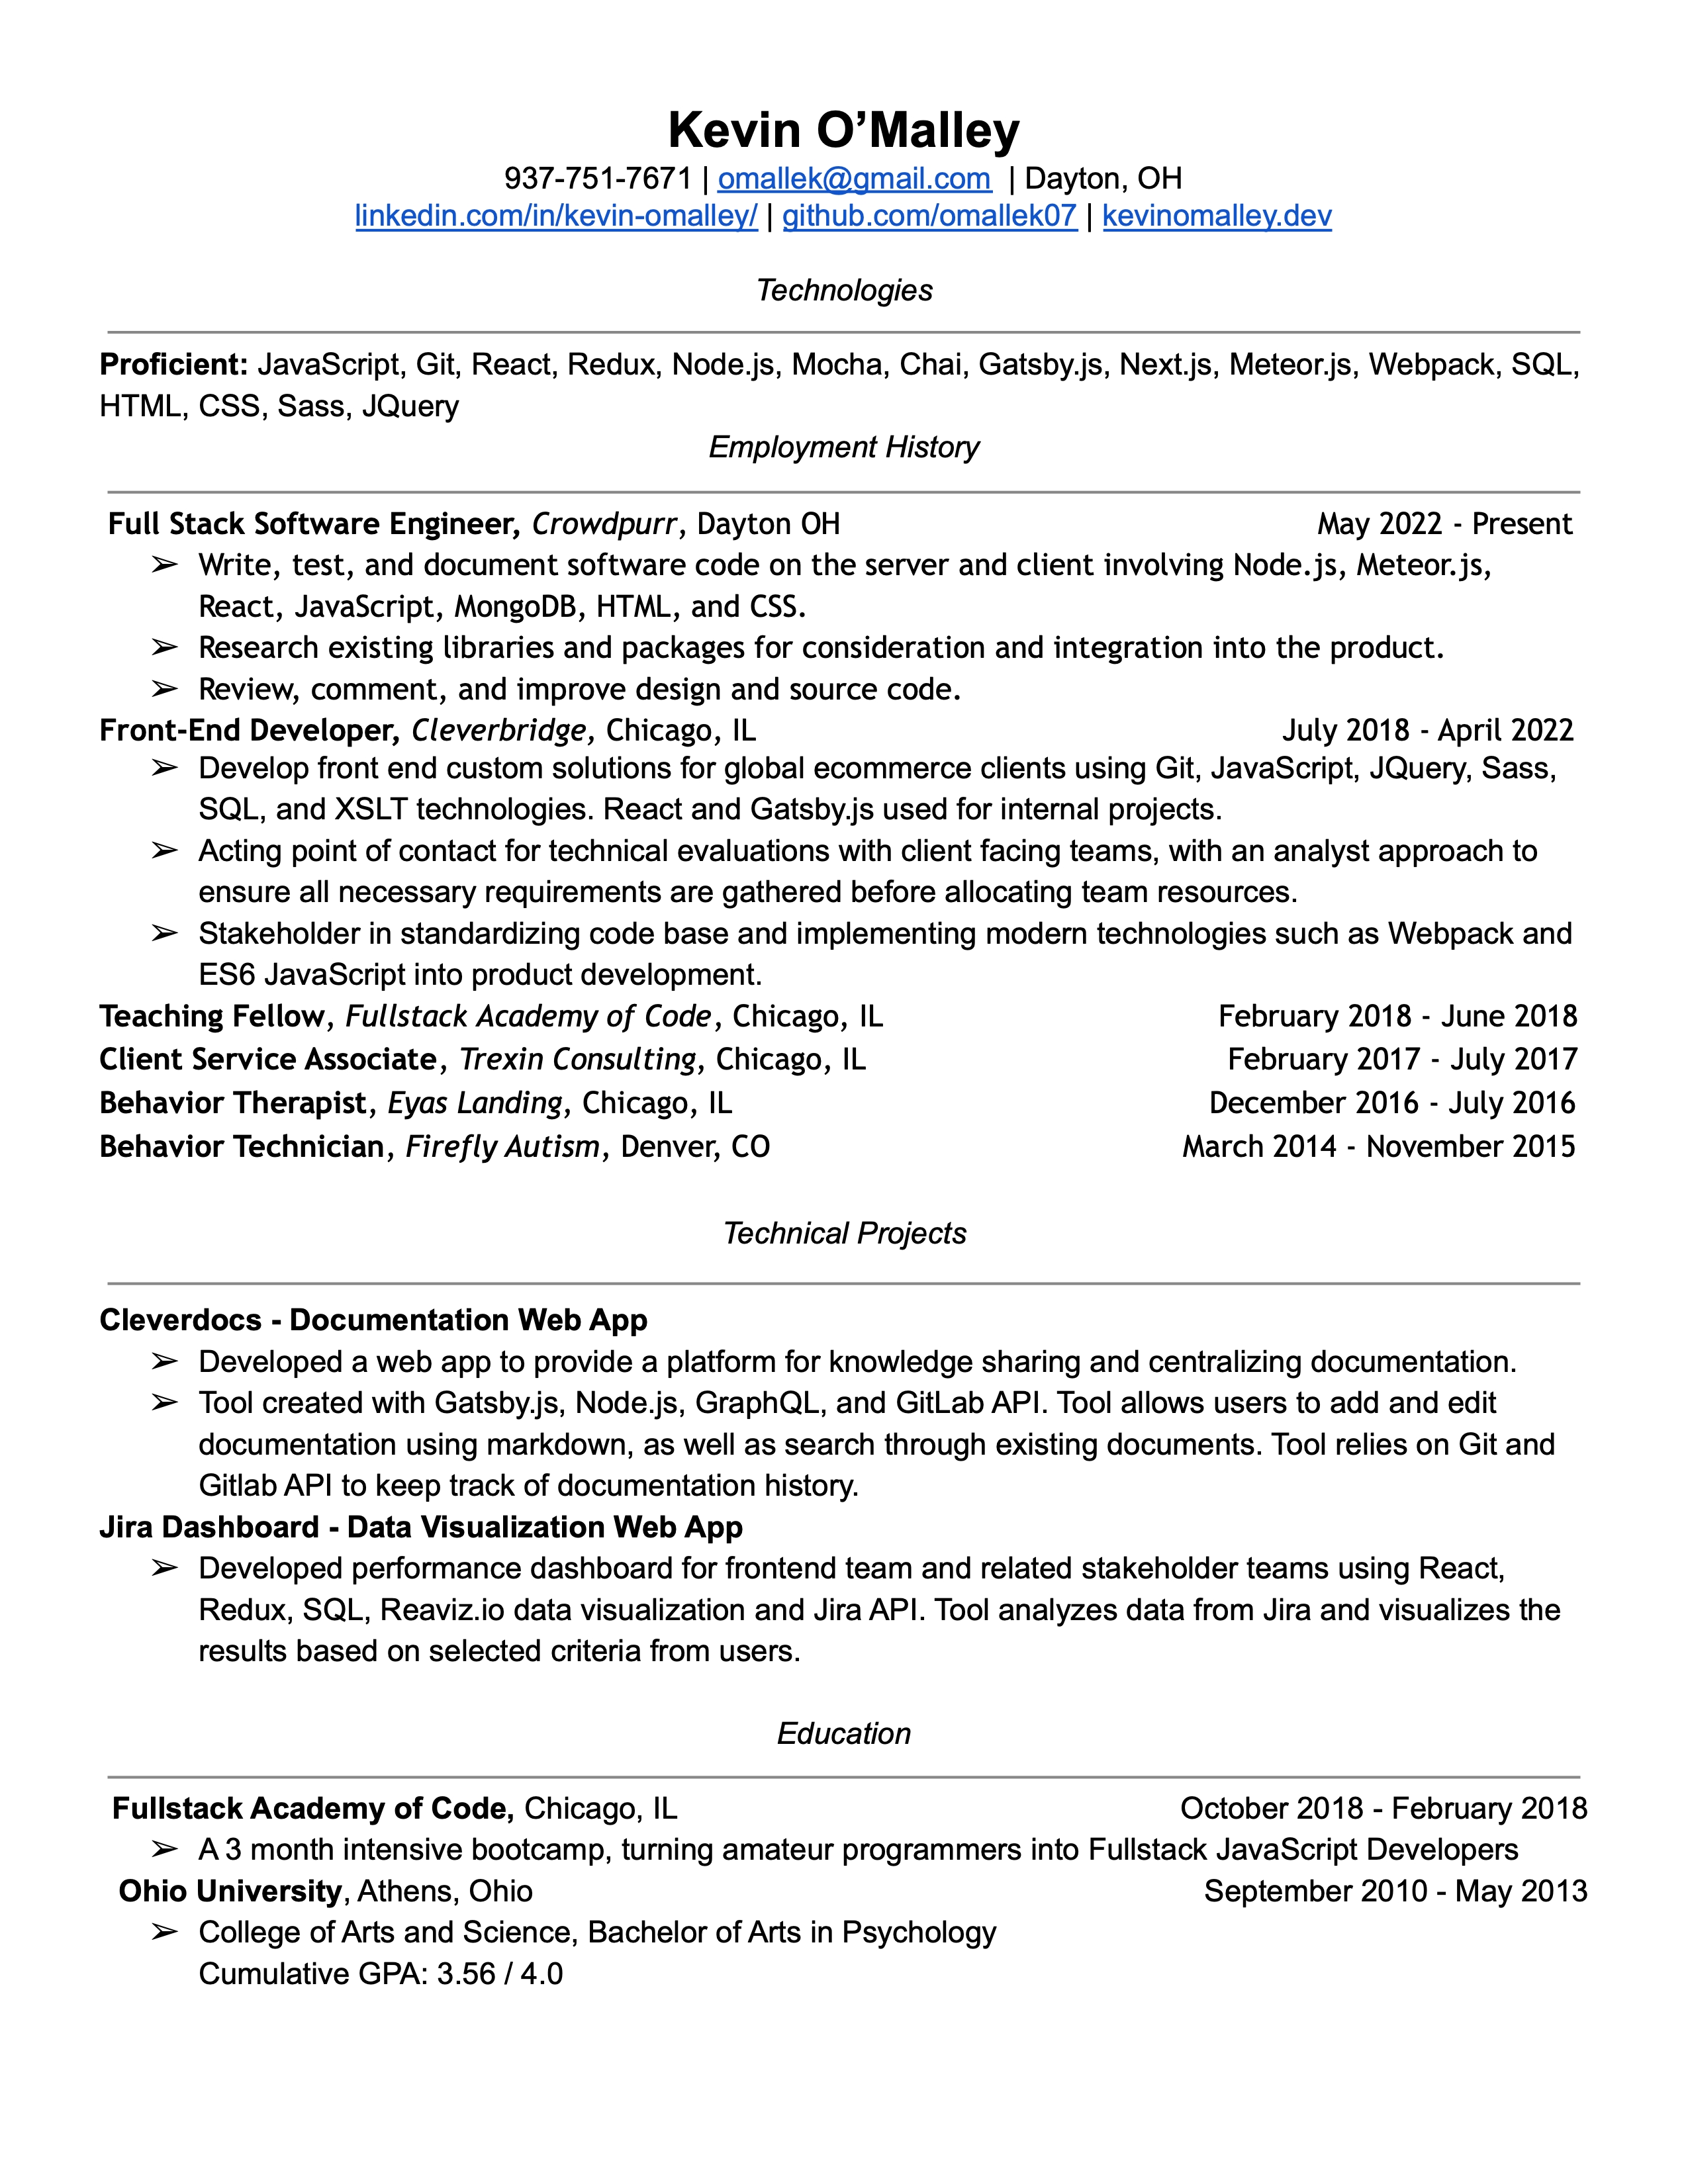 Kevin O’Malley
937-751-7671 | omallek@gmail.com | Dayton, OH
linkedin.com/in/kevin-omalley/ | github.com/omallek07 | kevinomalley.dev
Technologies
Proficient: JavaScript, Git, React, Redux, Node.js, Mocha, Chai, Gatsby.js, Next.js, Meteor.js, Webpack, SQL,
HTML, CSS, Sass, JQuery
Employment History
Full Stack Software Engineer, Crowdpurr, Dayton OH May 2022 - Present
➢ Write, test, and document software code on the server and client involving Node.js, Meteor.js,
React, JavaScript, MongoDB, HTML, and CSS.
➢ Research existing libraries and packages for consideration and integration into the product.
➢ Review, comment, and improve design and source code.
Front-End Developer, Cleverbridge, Chicago, IL July 2018 - April 2022
➢ Develop front end custom solutions for global ecommerce clients using Git, JavaScript, JQuery, Sass,
SQL, and XSLT technologies. React and Gatsby.js used for internal projects.
➢ Acting point of contact for technical evaluations with client facing teams, with an analyst approach to
ensure all necessary requirements are gathered before allocating team resources.
➢ Stakeholder in standardizing code base and implementing modern technologies such as Webpack and
ES6 JavaScript into product development.
Teaching Fellow, Fullstack Academy of Code, Chicago, IL February 2018 - June 2018
Client Service Associate, Trexin Consulting, Chicago, IL February 2017 - July 2017
Behavior Therapist, Eyas Landing, Chicago, IL December 2016 - July 2016
Behavior Technician, Firefly Autism, Denver, CO March 2014 - November 2015
Technical Projects
Cleverdocs - Documentation Web App
➢ Developed a web app to provide a platform for knowledge sharing and centralizing documentation.
➢ Tool created with Gatsby.js, Node.js, GraphQL, and GitLab API. Tool allows users to add and edit
documentation using markdown, as well as search through existing documents. Tool relies on Git and
Gitlab API to keep track of documentation history.
Jira Dashboard - Data Visualization Web App
➢ Developed performance dashboard for frontend team and related stakeholder teams using React,
Redux, SQL, Reaviz.io data visualization and Jira API. Tool analyzes data from Jira and visualizes the
results based on selected criteria from users.
Education
Fullstack Academy of Code, Chicago, IL October 2018 - February 2018
➢ A 3 month intensive bootcamp, turning amateur programmers into Fullstack JavaScript Developers
Ohio University, Athens, Ohio September 2010 - May 2013
➢ College of Arts and Science, Bachelor of Arts in Psychology
Cumulative GPA: 3.56 / 4.0